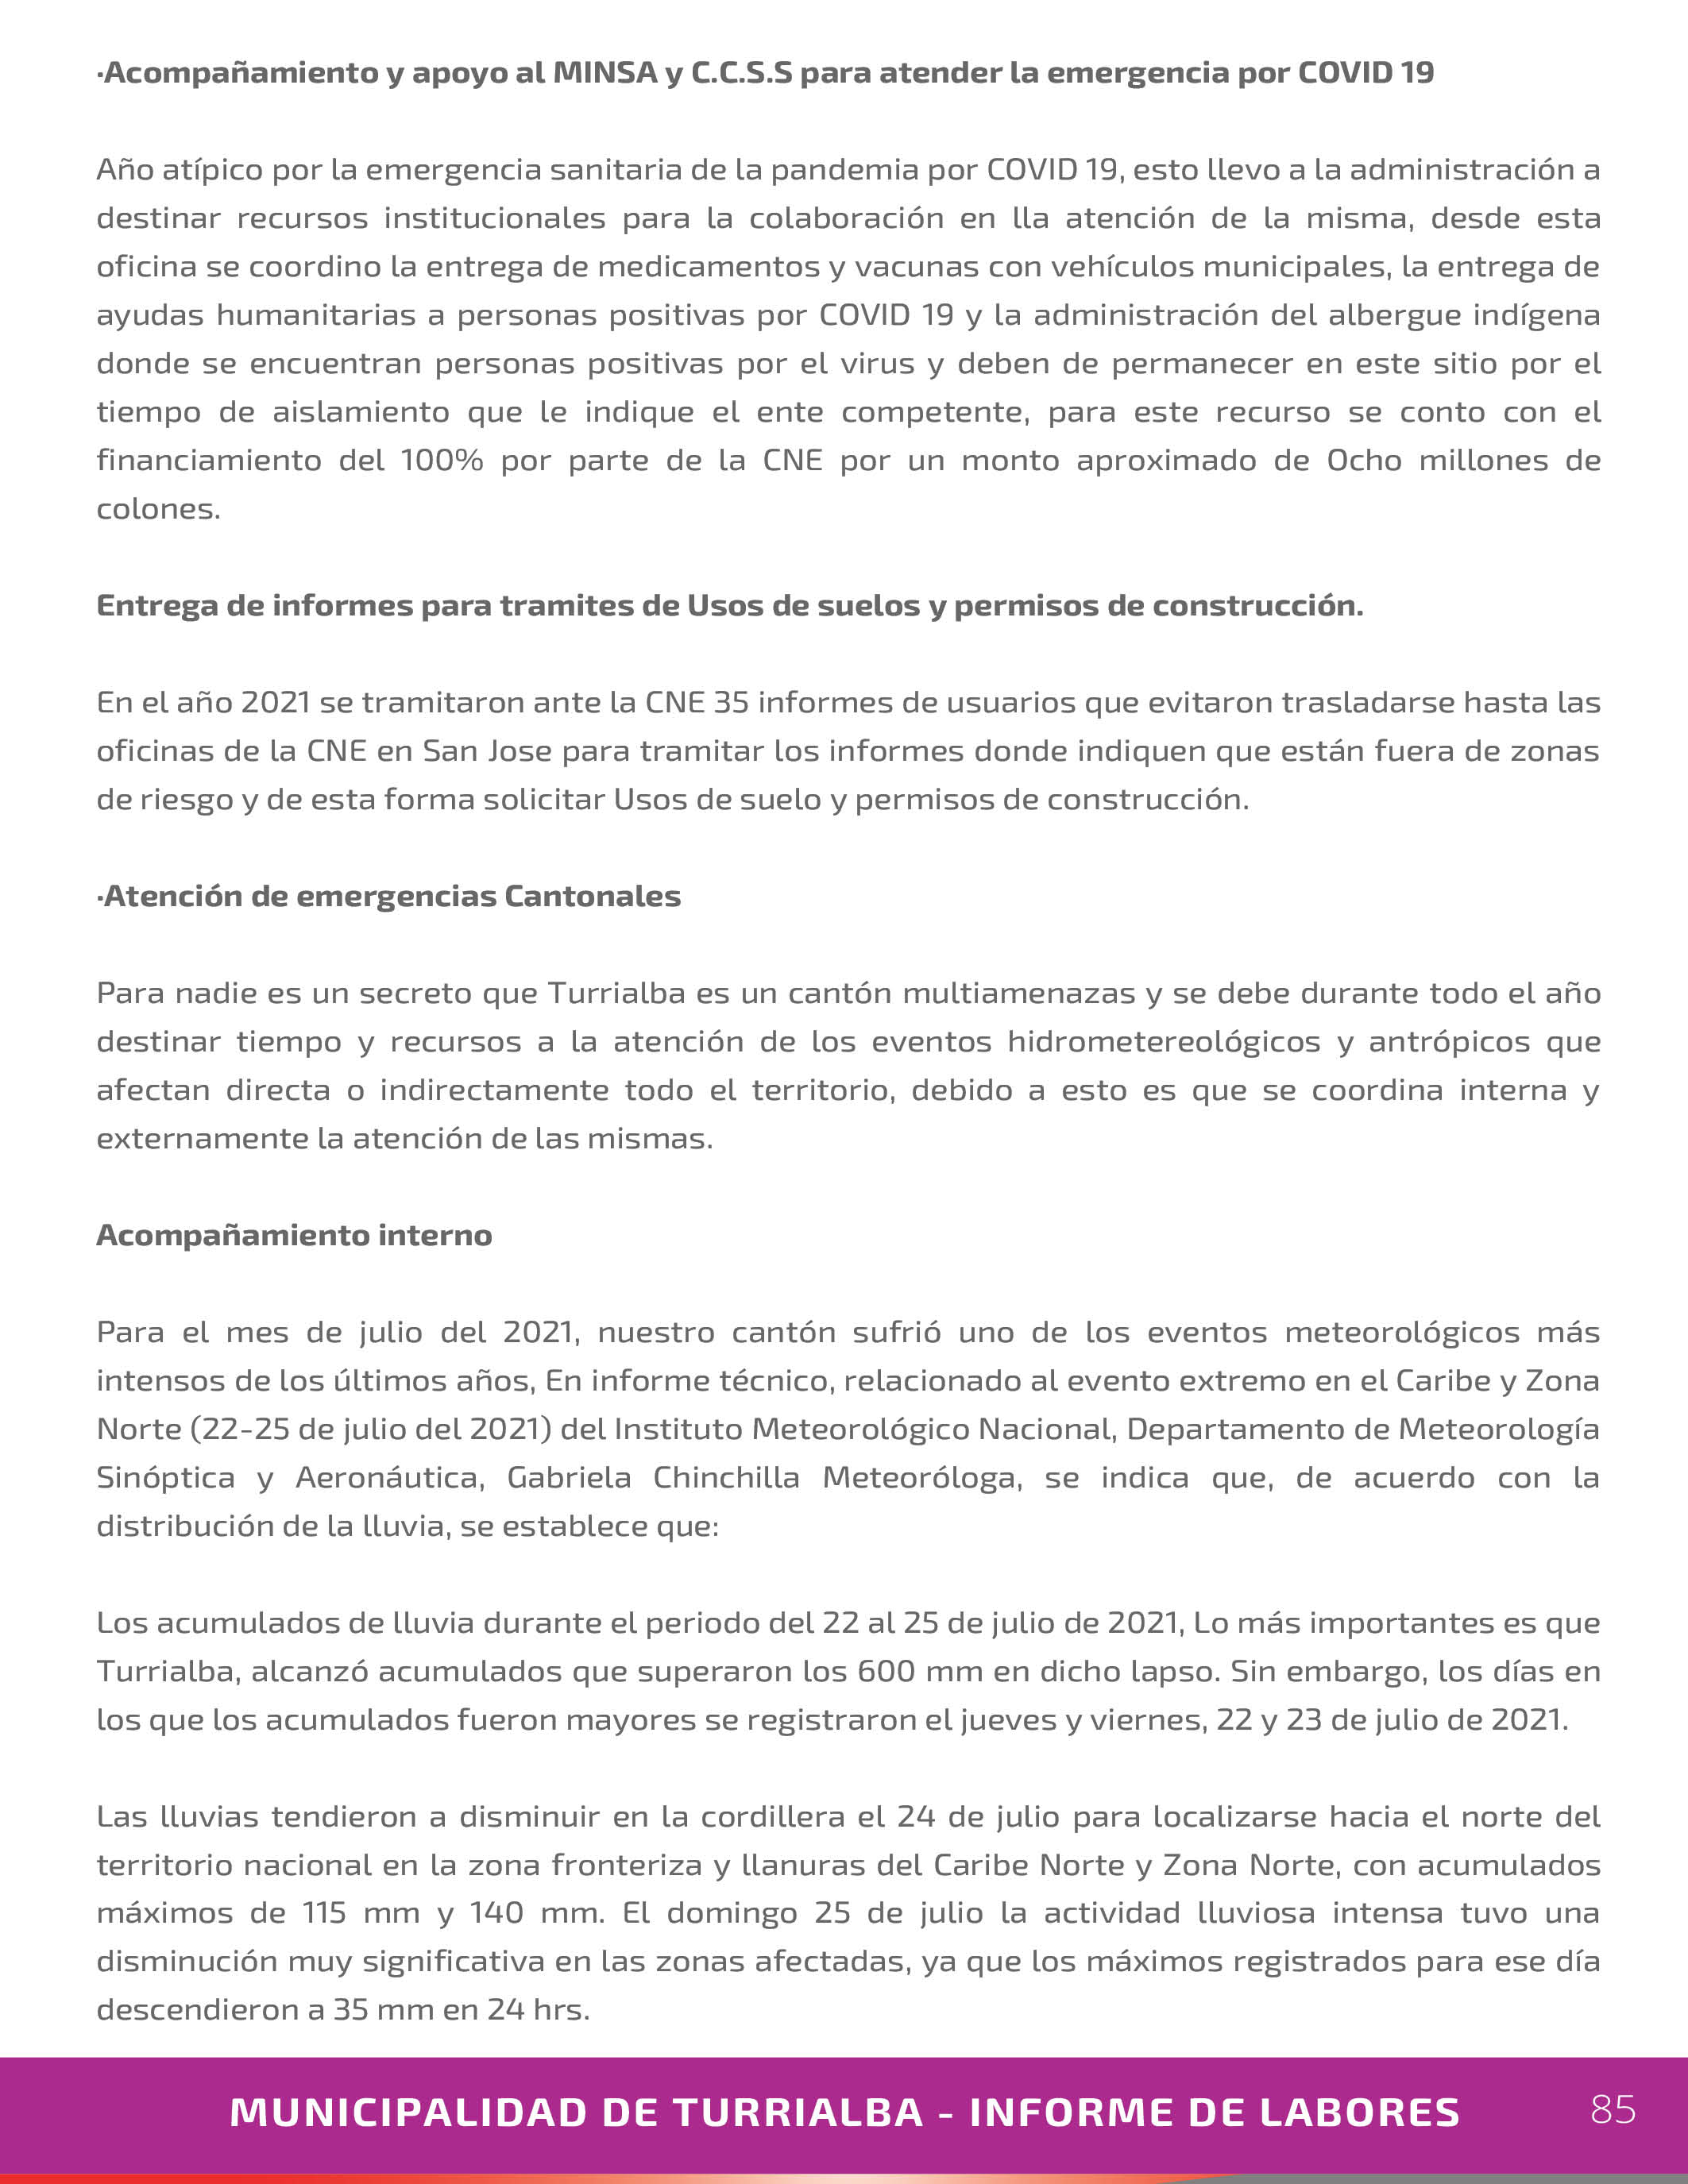 ·Acompañamiento y apoyo al MINSA y C.C.S.S para atender la emergencia por COVID 19
Año atípico por la emergencia sanitaria de la pandemia por COVID 19, esto llevo a la administración a
destinar recursos institucionales para la colaboración en lla atención de la misma, desde esta
oficina se coordino la entrega de medicamentos y vacunas con vehículos municipales, la entrega de
ayudas humanitarias a personas positivas por COVID 19 y la administración del albergue indígena
donde se encuentran personas positivas por el virus y deben de permanecer en este sitio por el
tiempo de aislamiento que le indique el ente competente, para este recurso se conto con el
financiamiento del 100% por parte de la CNE por un monto aproximado de Ocho millones de
colones.
Entrega de informes para tramites de Usos de suelos y permisos de construcción.
En el año 2021 se tramitaron ante la CNE 35 informes de usuarios que evitaron trasladarse hasta las
oficinas de la CNE en San Jose para tramitar los informes donde indiquen que están fuera de zonas
de riesgo y de esta forma solicitar Usos de suelo y permisos de construcción.
·Atención de emergencias Cantonales
Para nadie es un secreto que Turrialba es un cantón multiamenazas y se debe durante todo el año
destinar tiempo y recursos a la atención de los eventos hidrometereológicos y antrópicos que
afectan directa o indirectamente todo el territorio, debido a esto es que se coordina interna y
externamente la atención de las mismas.
Acompañamiento interno
Para el mes de julio del 2021, nuestro cantón sufrió uno de los eventos meteorológicos más
intensos de los últimos años, En informe técnico, relacionado al evento extremo en el Caribe y Zona
Norte (22-25 de julio del 2021) del Instituto Meteorológico Nacional, Departamento de Meteorología
Sinóptica y Aeronáutica, Gabriela Chinchilla Meteoróloga, se indica que, de acuerdo con la
distribución de la lluvia, se establece que:
Los acumulados de lluvia durante el periodo del 22 al 25 de julio de 2021, Lo más importantes es que
Turrialba, alcanzó acumulados que superaron los 600 mm en dicho lapso. Sin embargo, los días en
los que los acumulados fueron mayores se registraron el jueves y viernes, 22 y 23 de julio de 2021.
Las lluvias tendieron a disminuir en la cordillera el 24 de julio para localizarse hacia el norte del
territorio nacional en la zona fronteriza y llanuras del Caribe Norte y Zona Norte, con acumulados
máximos de 115 mm y 140 mm. El domingo 25 de julio la actividad lluviosa intensa tuvo una
disminución muy significativa en las zonas afectadas, ya que los máximos registrados para ese día
descendieron a 35 mm en 24 hrs.
MUNICIPALIDAD DE TURRIALBA - INFORME DE LABORES 85